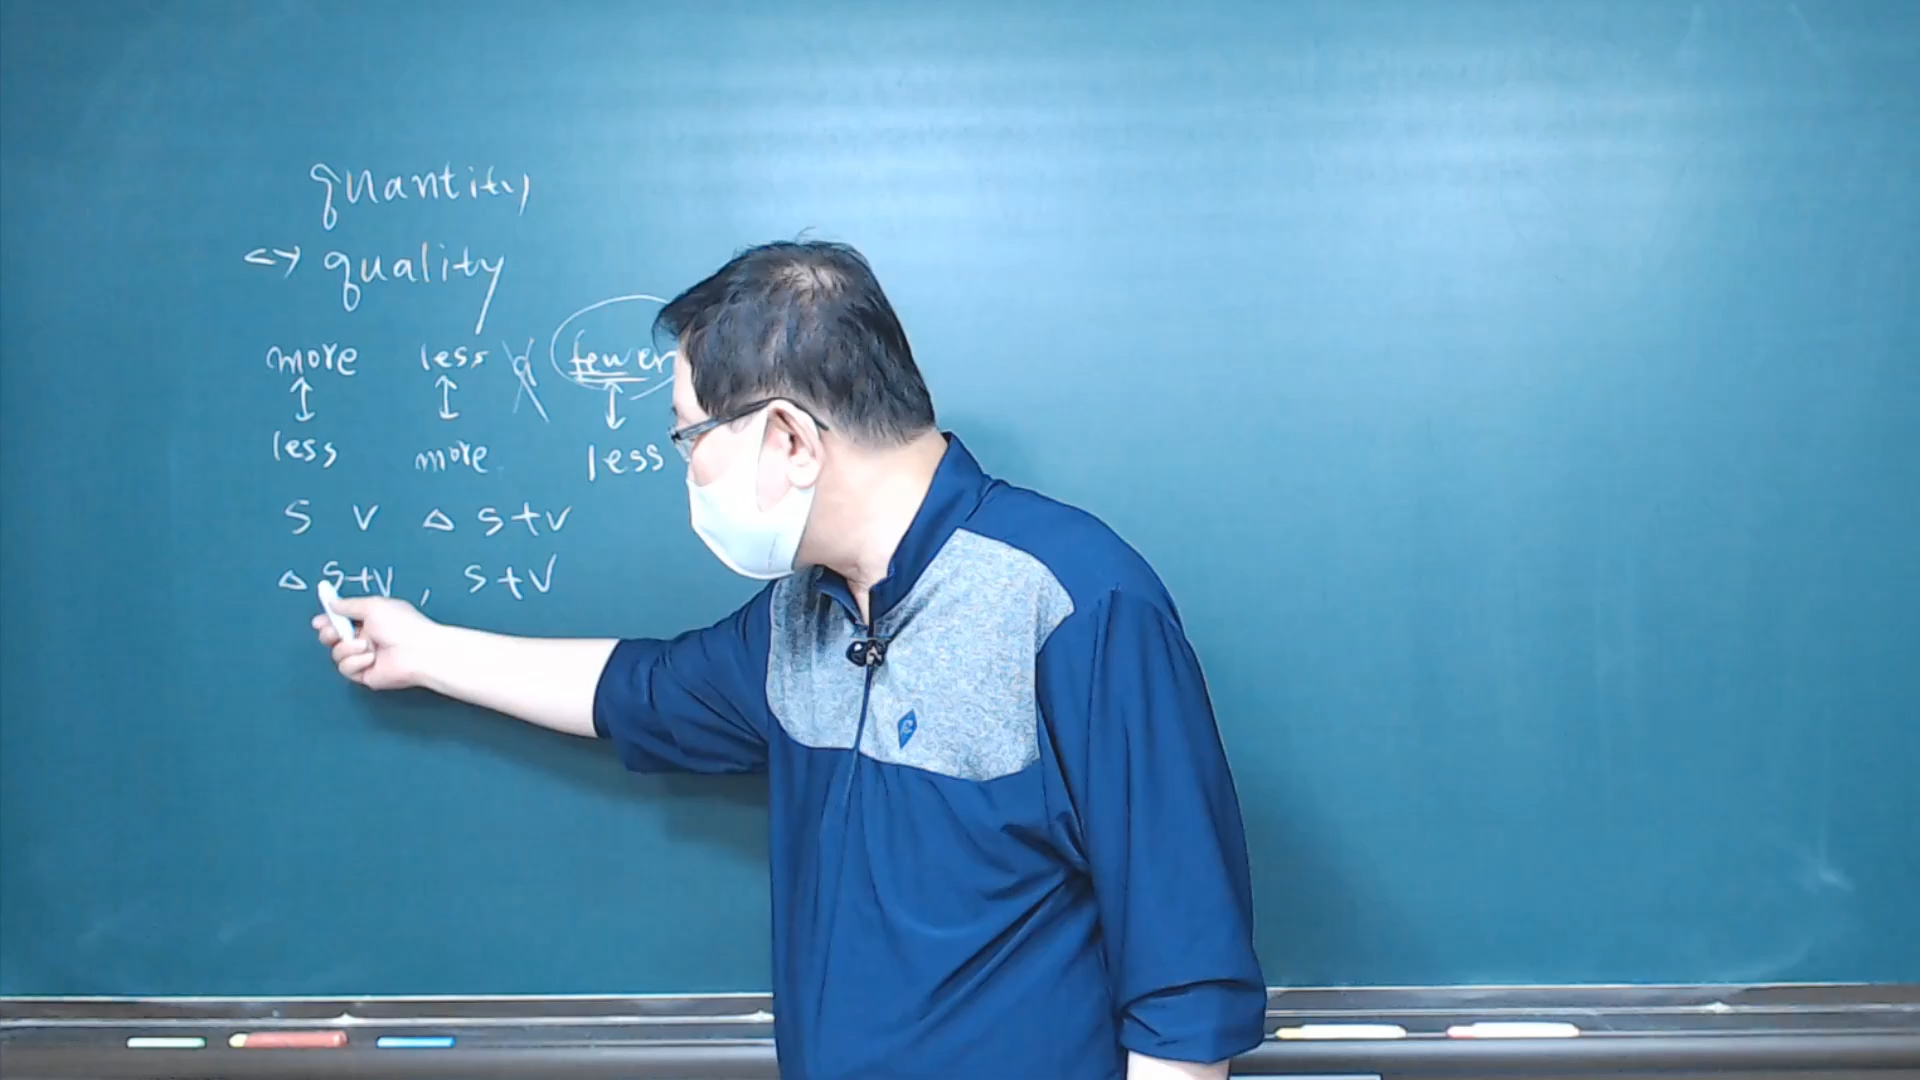 quantity
<-> quality
more less fewer
↕ ↕ ↕
less more less
S V △ S+V
△ S+V, S+V